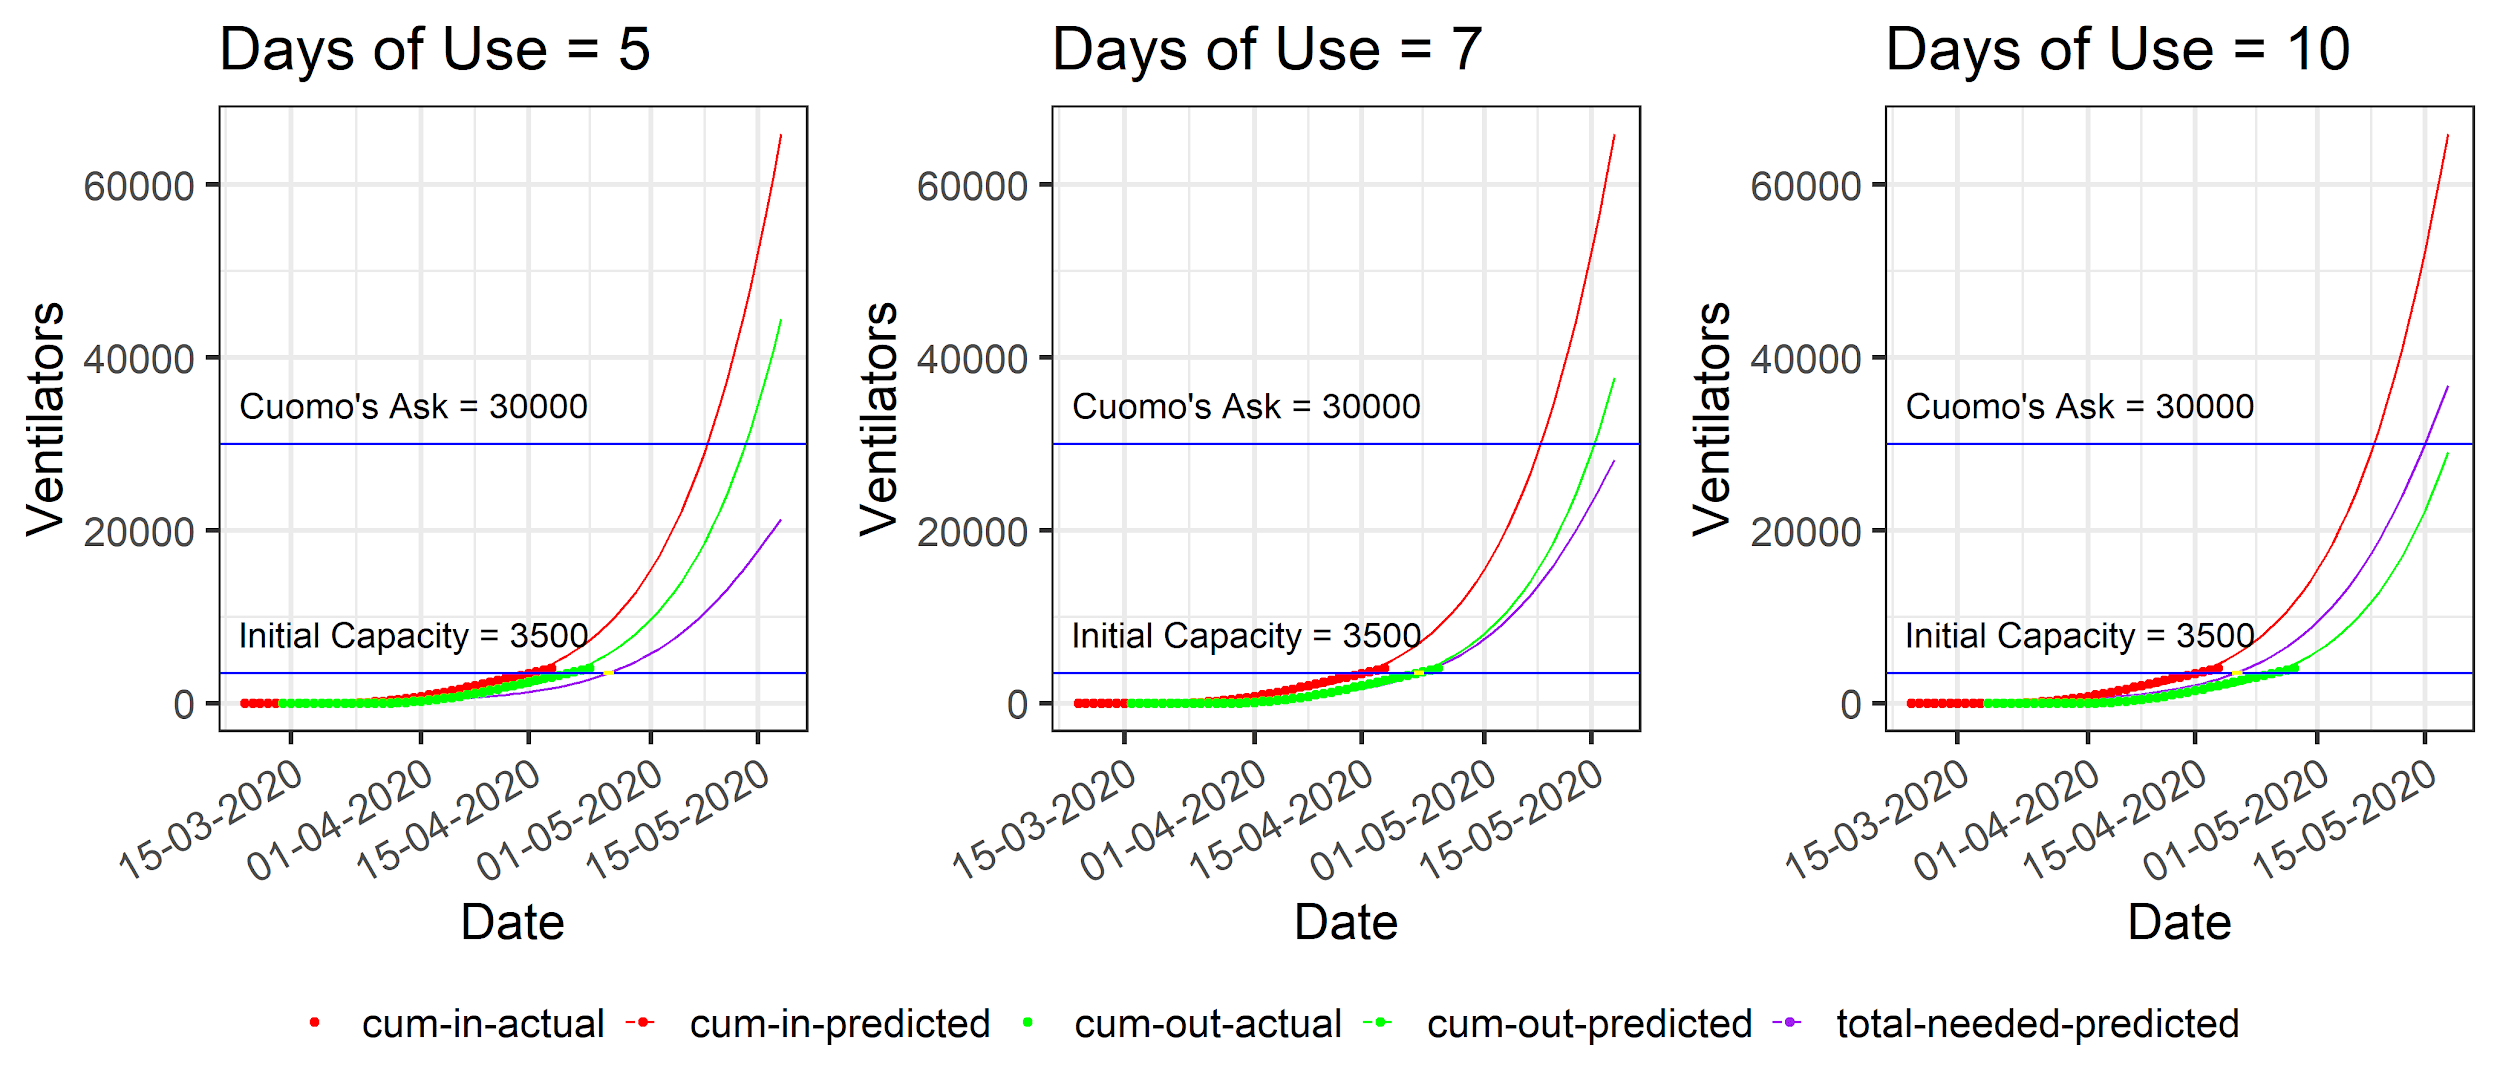 Days of Use = 5
Days of Use = 7
Days of Use = 10
Ventilators
60000
40000
20000
0
Cuomo's Ask = 30000
Initial Capacity = 3500
15-03-2020
01-04-2020
15-04-2020
01-05-2020
15-05-2020
Date
Ventilators
60000
40000
20000
0
Cuomo's Ask = 30000
Initial Capacity = 3500
15-03-2020
01-04-2020
15-04-2020
01-05-2020
15-05-2020
Date
Ventilators
60000
40000
20000
0
Cuomo's Ask = 30000
Initial Capacity = 3500
15-03-2020
01-04-2020
15-04-2020
01-05-2020
15-05-2020
Date
cum-in-actual cum-in-predicted cum-out-actual cum-out-predicted total-needed-predicted